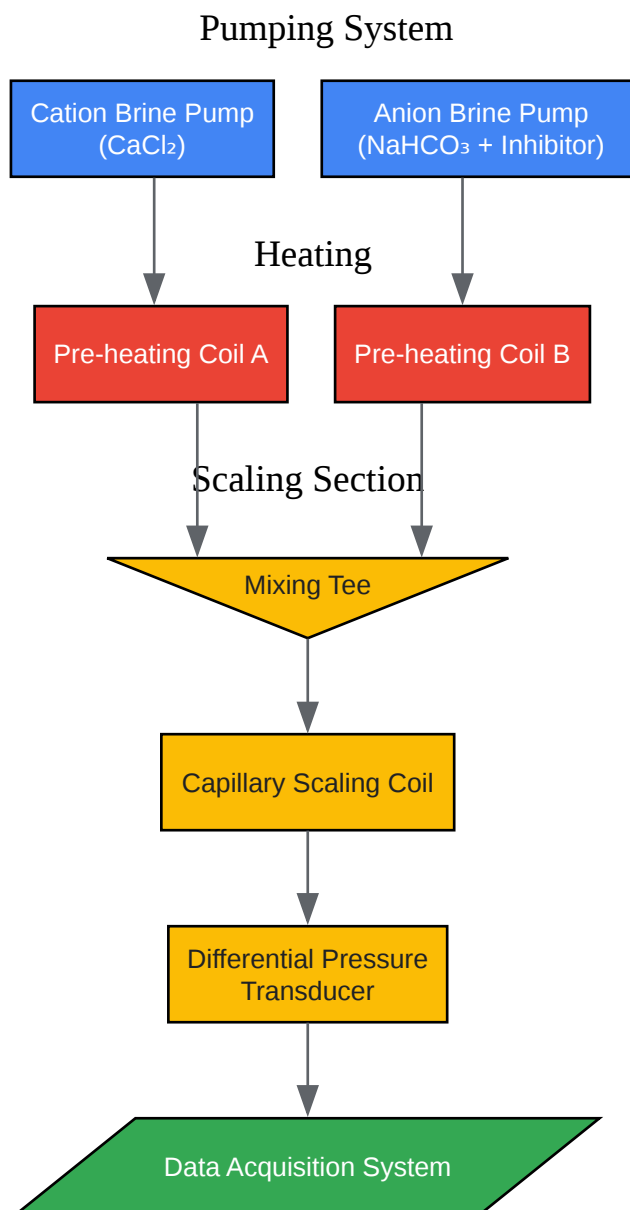 Pumping System
Cation Brine Pump
(CaCl₂)
Anion Brine Pump
(NaHCO₃ + Inhibitor)
Heating
Pre-heating Coil A
Pre-heating Coil B
Scaling Section
Mixing Tee
Capillary Scaling Coil
Differential Pressure
Transducer
Data Acquisition System